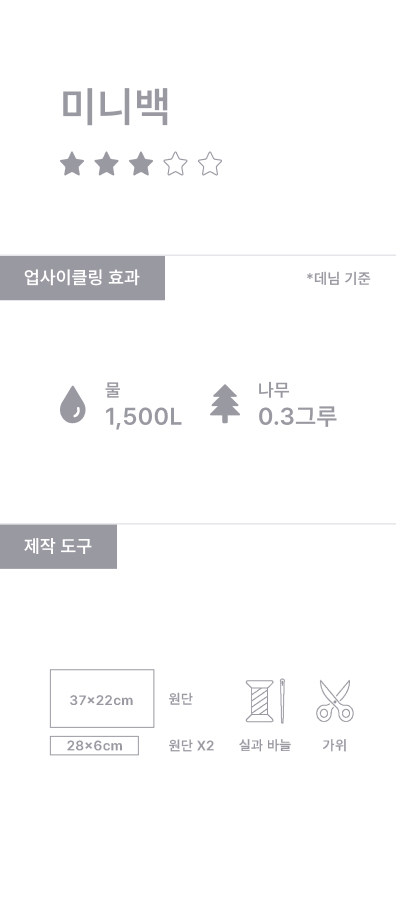 미니백
업사이클링 효과
*데님 기준
물
1,500L
나무
0.3그루
제작 도구
37×22cm
원단
28×6cm
원단 X2
실과 바늘
가위